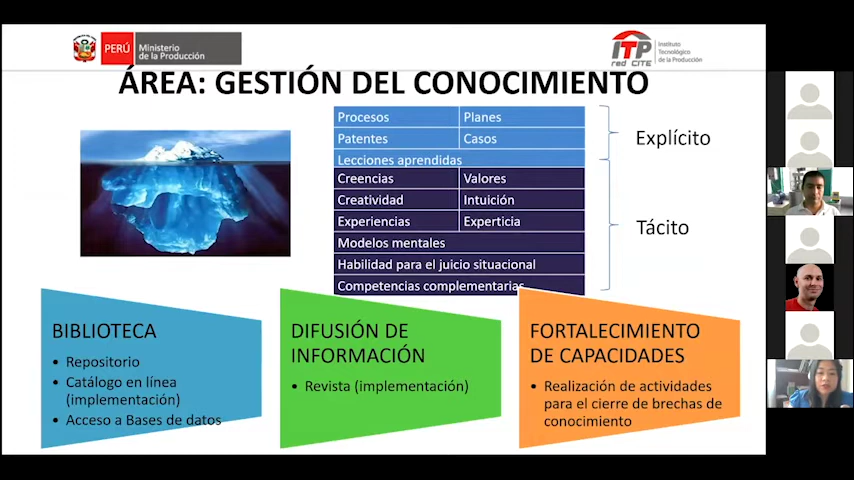 PERÚ
Ministerio
de la Producción
ITP
red CITE
Instituto
Tecnológico
de la Producción
ÁREA: GESTIÓN DEL CONOCIMIENTO
Procesos Planes
Patentes Casos
Lecciones aprendidas
Creencias Valores
Creatividad Intuición
Experiencias Experticia
Modelos mentales
Habilidad para el juicio situacional
Competencias complementarias
Explícito
Tácito
BIBLIOTECA
• Repositorio
• Catálogo en línea
(implementación)
• Acceso a Bases de datos
DIFUSIÓN DE
INFORMACIÓN
• Revista (implementación)
FORTALECIMIENTO
DE CAPACIDADES
• Realización de actividades
para el cierre de brechas de
conocimiento